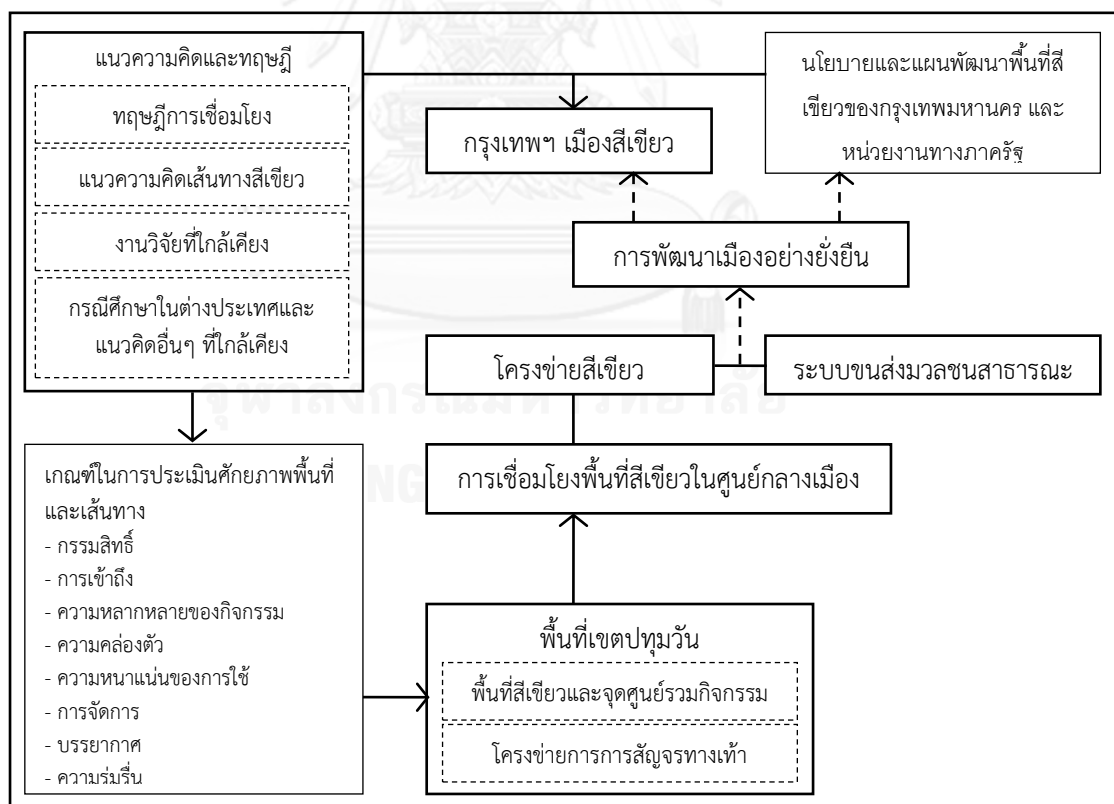 แนวความคิดและทฤษฎี
ทฤษฎีการเชื่อมโยง
แนวความคิดเส้นทางสีเขียว
งานวิจัยที่ใกล้เคียง
กรณีศึกษาในต่างประเทศและ
แนวคิดอื่นๆ ที่ใกล้เคียง
กรุงเทพฯ เมืองสีเขียว
นโยบายและแผนพัฒนาพื้นที่สี
เขียวของกรุงเทพมหานคร และ
หน่วยงานทางภาครัฐ
การพัฒนาเมืองอย่างยั่งยืน
โครงข่ายสีเขียว
ระบบขนส่งมวลชนสาธารณะ
จุฬาลงกรณ์มหาวิทยาลัย
การเชื่อมโยงพื้นที่สีเขียวในศูนย์กลางเมือง
เกณฑ์ในการประเมินศักยภาพพื้นที่
และเส้นทาง
- กรรมสิทธิ์
- การเข้าถึง
- ความหลากหลายของกิจกรรม
- ความคล่องตัว
- ความหนาแน่นของการใช้
- การจัดการ
- บรรยากาศ
- ความร่มรื่น
พื้นที่เขตปทุมวัน
พื้นที่สีเขียวและจุดศูนย์รวมกิจกรรม
โครงข่ายการการสัญจรทางเท้า